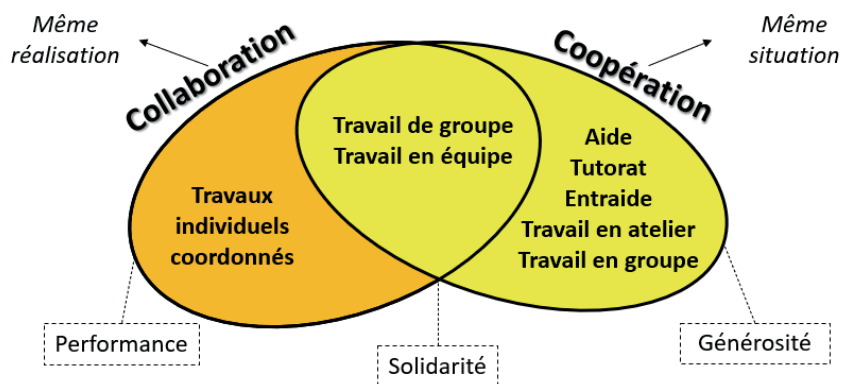 Même
réalisation
Collaboration
Coopération
Même
situation
Travail de groupe
Travail en équipe
Travaux
individuels
coordonnés
Aide
Tutorat
Entraide
Travail en atelier
Travail en groupe
Performance
Solidarité
Générosité